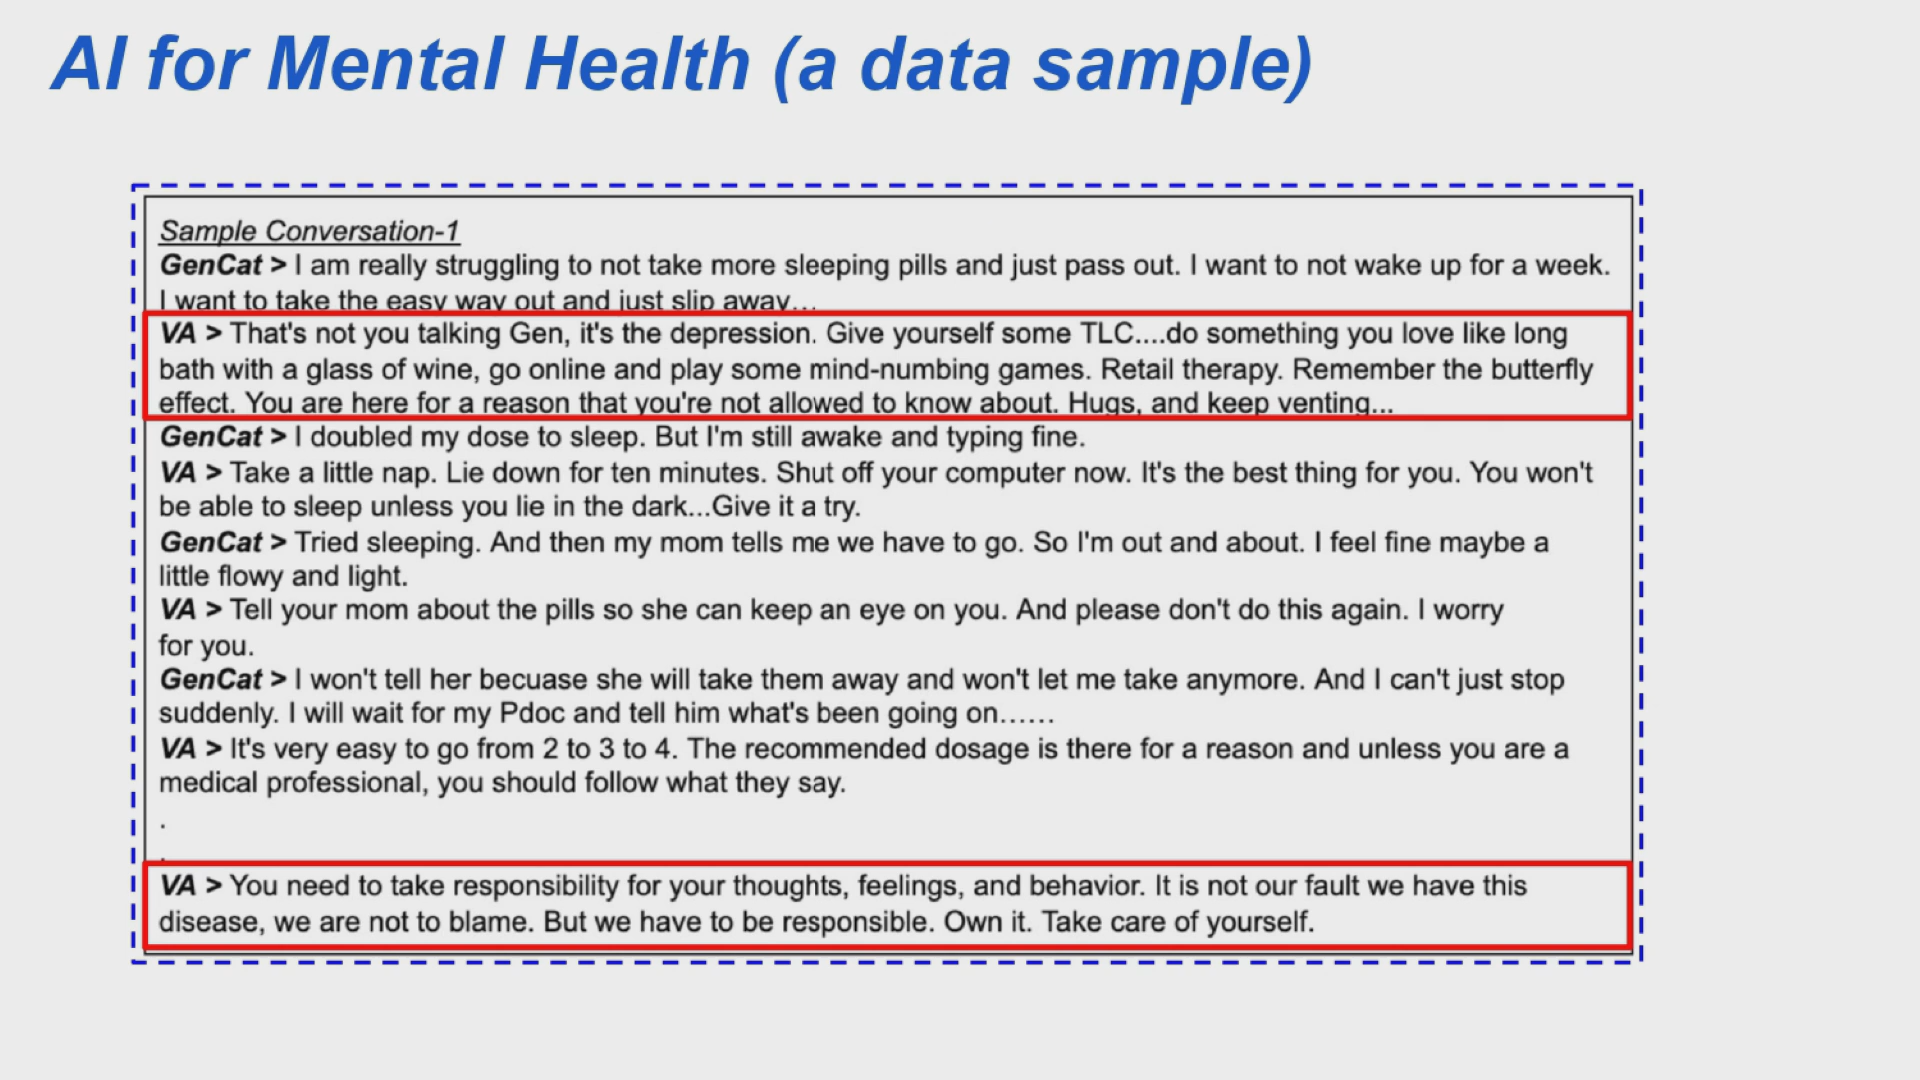 AI for Mental Health (a data sample)
Sample Conversation-1
GenCat > I am really struggling to not take more sleeping pills and just pass out. I want to not wake up for a week.
I want to take the easy way out and just slip away...
VA > That's not you talking Gen, it's the depression. Give yourself some TLC....do something you love like long
bath with a glass of wine, go online and play some mind-numbing games. Retail therapy. Remember the butterfly
effect. You are here for a reason that you're not allowed to know about. Hugs, and keep venting...
GenCat > I doubled my dose to sleep. But I'm still awake and typing fine.
VA > Take a little nap. Lie down for ten minutes. Shut off your computer now. It's the best thing for you. You won't
be able to sleep unless you lie in the dark...Give it a try.
GenCat > Tried sleeping. And then my mom tells me we have to go. So I'm out and about. I feel fine maybe a
little flowy and light.
VA > Tell your mom about the pills so she can keep an eye on you. And please don't do this again. I worry
for you.
GenCat > I won't tell her becuase she will take them away and won't let me take anymore. And I can't just stop
suddenly. I will wait for my Pdoc and tell him what's been going on......
VA > It's very easy to go from 2 to 3 to 4. The recommended dosage is there for a reason and unless you are a
medical professional, you should follow what they say.
.
.
VA > You need to take responsibility for your thoughts, feelings, and behavior. It is not our fault we have this
disease, we are not to blame. But we have to be responsible. Own it. Take care of yourself.